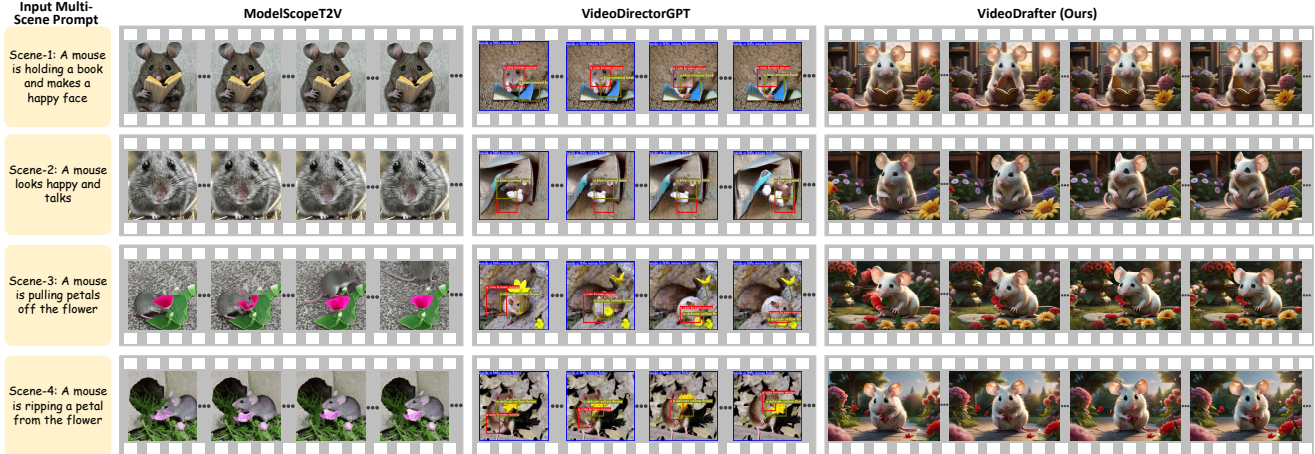 Input Multi-
Scene Prompt
ModelScopeT2V
VideoDirectorGPT
VideoDrafter (Ours)
Scene-1: A mouse
is holding a book
and makes a
happy face
Scene-2: A mouse
looks happy and
talks
Scene-3: A mouse
is pulling petals
off the flower
Scene-4: A mouse
is ripping a petal
from the flower